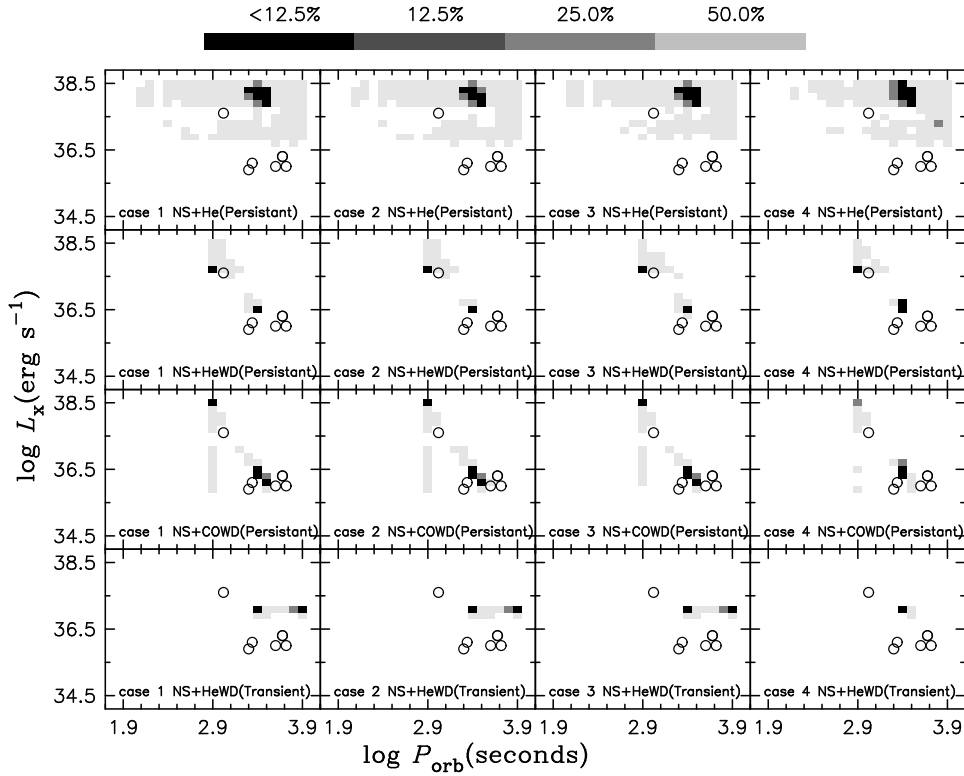 <12.5% 12.5% 25.0% 50.0%
38.5
36.5
34.5
case 1 NS+He(Persistant) case 2 NS+He(Persistant) case 3 NS+He(Persistant) case 4 NS+He(Persistant)
38.5
36.5
34.5
case 1 NS+HeWD(Persistant) case 2 NS+HeWD(Persistant) case 3 NS+HeWD(Persistant) case 4 NS+HeWD(Persistant)
38.5
36.5
34.5
case 1 NS+COWD(Persistant) case 2 NS+COWD(Persistant) case 3 NS+COWD(Persistant) case 4 NS+COWD(Persistant)
38.5
36.5
34.5
case 1 NS+HeWD(Transient) case 2 NS+HeWD(Transient) case 3 NS+HeWD(Transient) case 4 NS+HeWD(Transient)
1.9 2.9 3.9 1.9 2.9 3.9 1.9 2.9 3.9 1.9 2.9 3.9
log P_orb(seconds)
log L_x(erg s⁻¹)